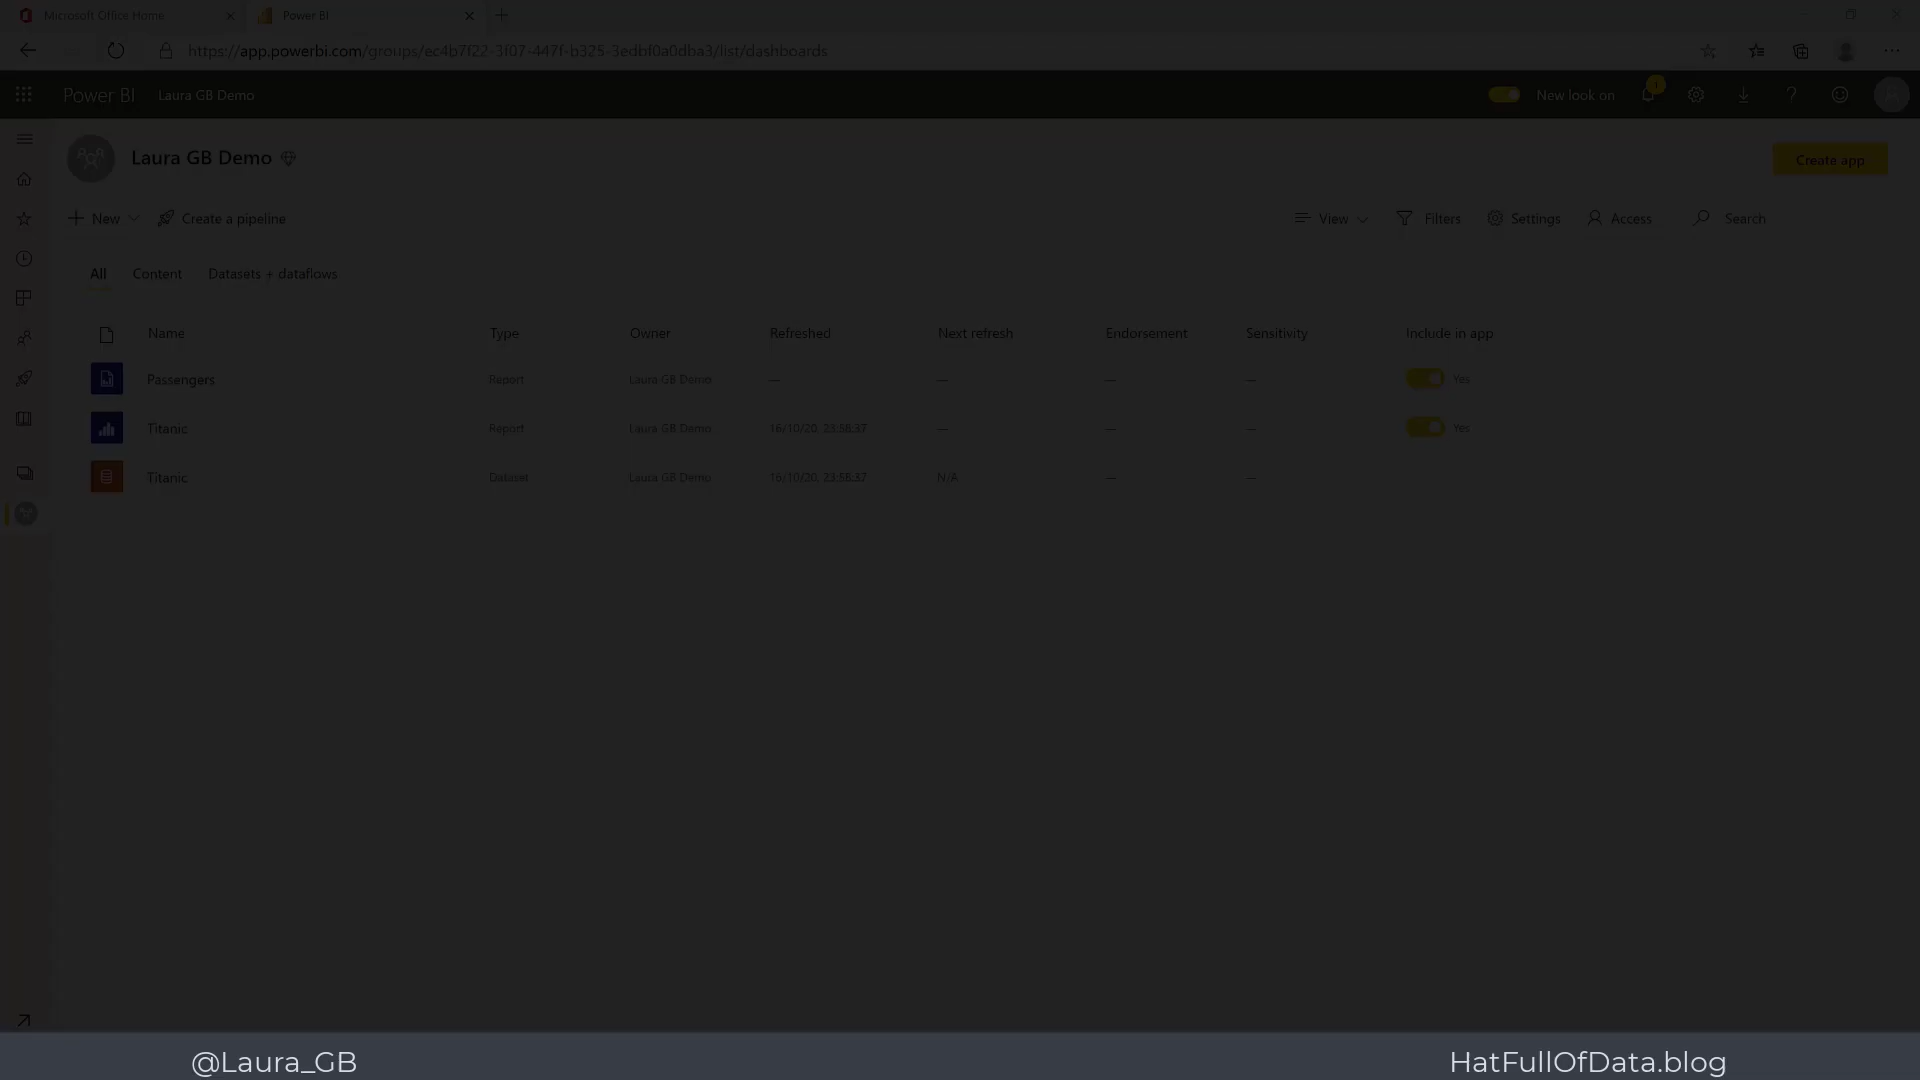 Microsoft Office Home
Power BI
https://app.powerbi.com/groups/ec4b7f22-3f07-447f-b325-3edbf0a0dba3/list/dashboards
Power BI Laura GB Demo
New look on
1
Laura GB Demo
Create app
New Create a pipeline
View Filters Settings Access Search
All Content Datasets + dataflows
Name Type Owner Refreshed Next refresh Endorsement Sensitivity Include in app
Passengers Report Laura GB Demo — — — — Yes
Titanic Report Laura GB Demo 16/10/20, 23:58:37 — — — Yes
Titanic Dataset Laura GB Demo 16/10/20, 23:58:37 N/A — —
@Laura_GB
HatFullOfData.blog